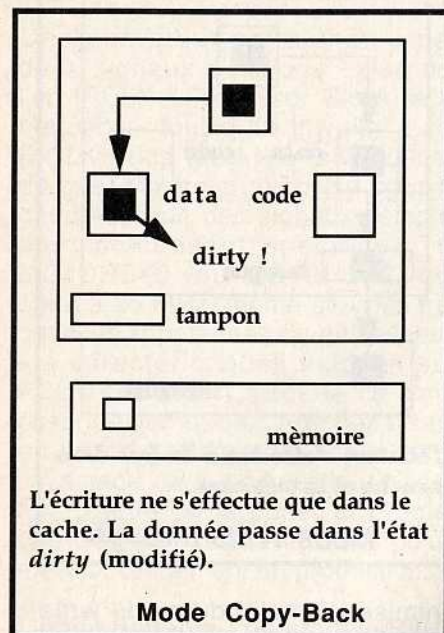 data code
dirty !
tampon
mèmoire
L'écriture ne s'effectue que dans le
cache. La donnée passe dans l'état
dirty (modifié).
Mode Copy-Back